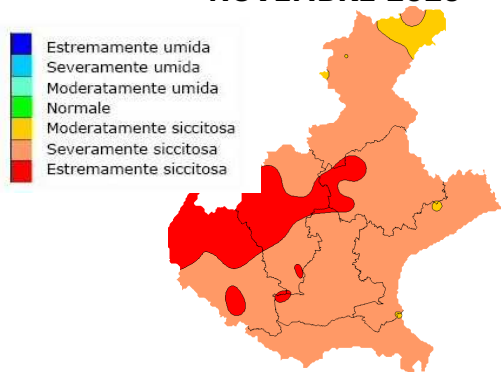 Estremamente umida
Severamente umida
Moderatamente umida
Normale
Moderatamente siccitosa
Severamente siccitosa
Estremamente siccitosa